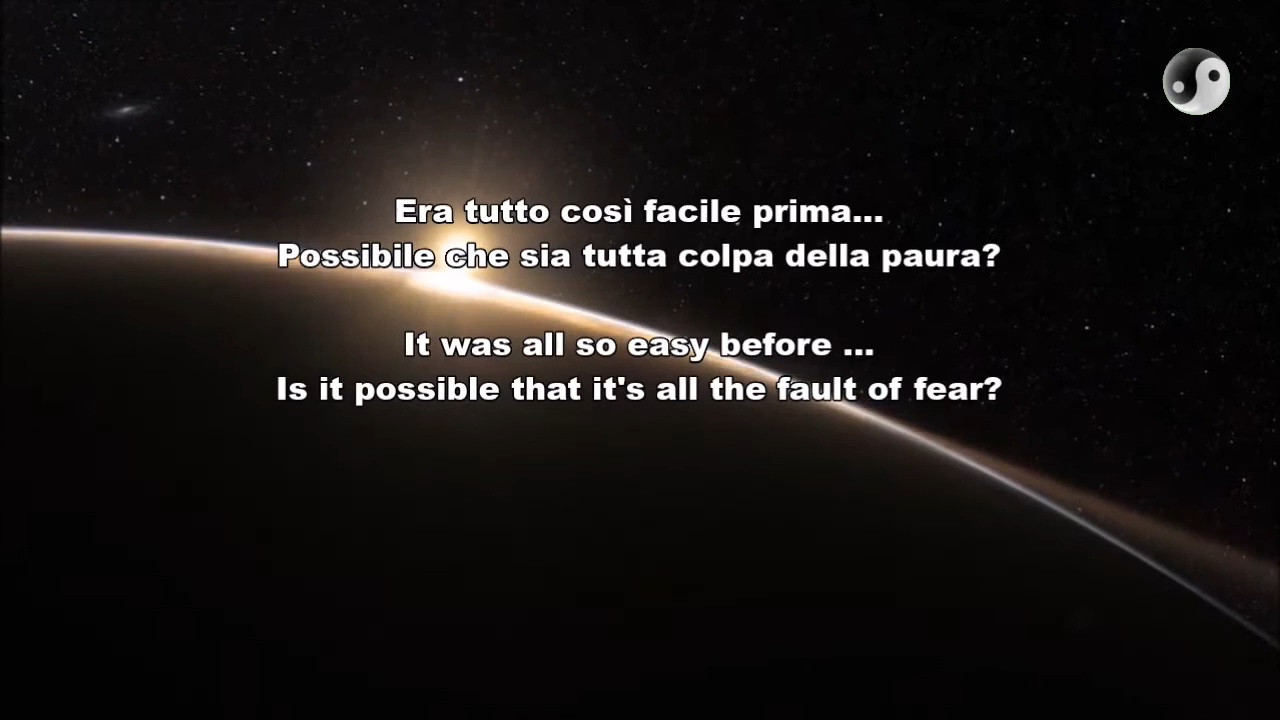 Era tutto così facile prima...
Possibile che sia tutta colpa della paura?
It was all so easy before ...
Is it possible that it's all the fault of fear?